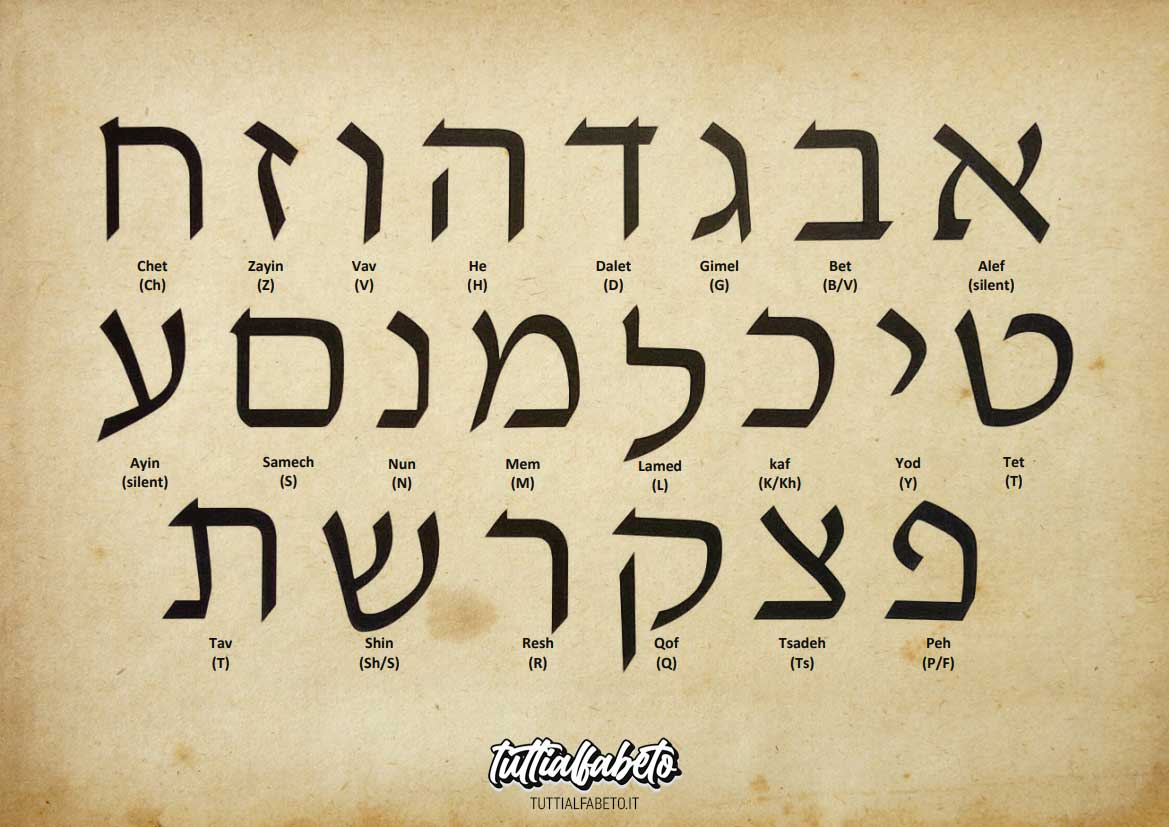 אבגדהוזח
Chet Zayin Vav He Dalet Gimel Bet Alef
(Ch) (Z) (V) (H) (D) (G) (B/V) (silent)
טיכלמנסע
Ayin Samech Nun Mem Lamed kaf Yod Tet
(silent) (S) (N) (M) (L) (K/Kh) (Y) (T)
פצקרשת
Tav Shin Resh Qof Tsadeh Peh
(T) (Sh/S) (R) (Q) (Ts) (P/F)
tuttialfabeto
TUTTIALFABETO.IT